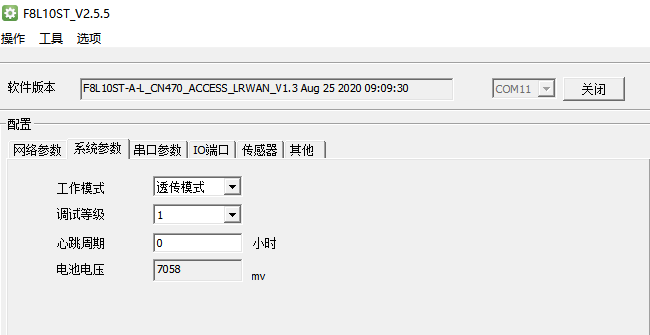 F8L10ST_V2.5.5
操作 工具 选项
软件版本 F8L10ST-A-L_CN470_ACCESS_LRWAN_V1.3 Aug 25 2020 09:09:30 COM11 关闭
配置
网络参数 系统参数 串口参数 IO端口 传感器 其他
工作模式 透传模式
调试等级 1
心跳周期 0 小时
电池电压 7058 mv